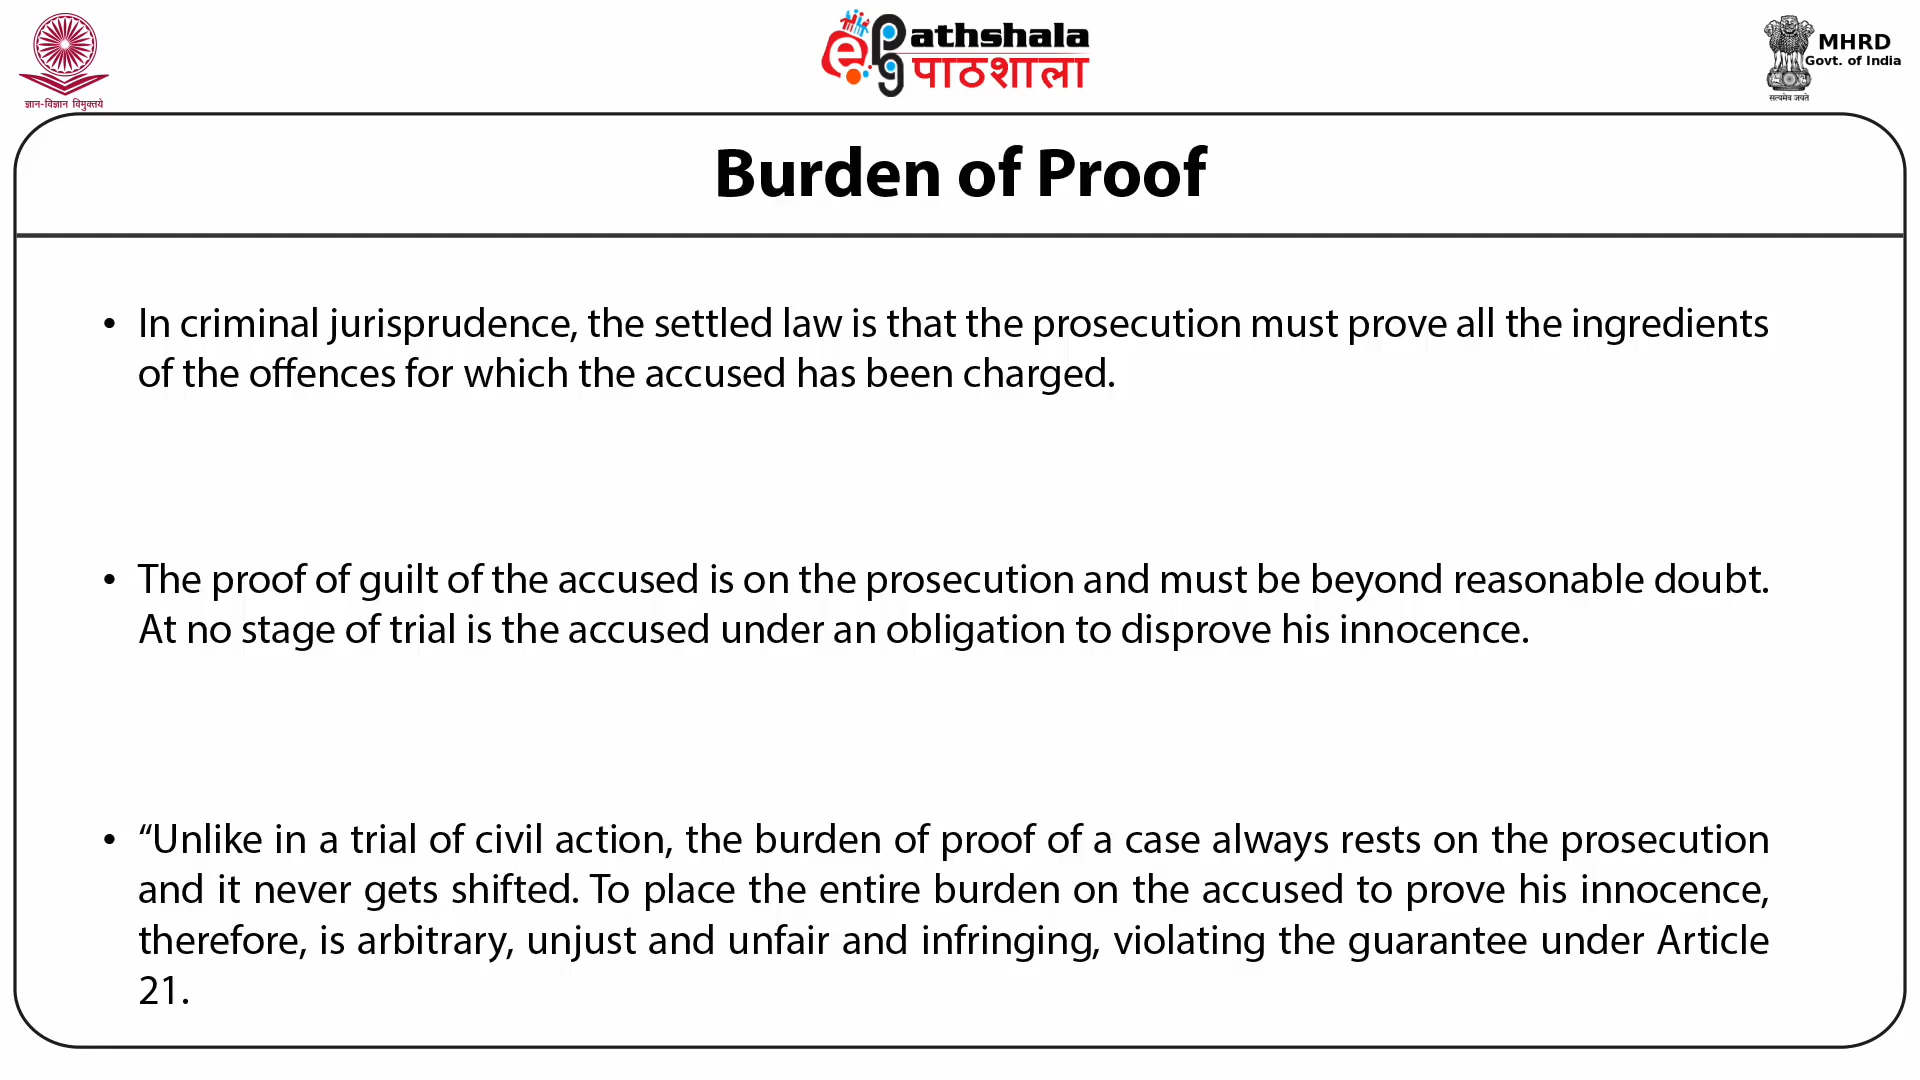 ज्ञान-विज्ञान विमुक्तये
ePathshala
पाठशाला
MHRD
Govt. of India
सत्यमेव जयते
Burden of Proof
• In criminal jurisprudence, the settled law is that the prosecution must prove all the ingredients
of the offences for which the accused has been charged.
• The proof of guilt of the accused is on the prosecution and must be beyond reasonable doubt.
At no stage of trial is the accused under an obligation to disprove his innocence.
• “Unlike in a trial of civil action, the burden of proof of a case always rests on the prosecution
and it never gets shifted. To place the entire burden on the accused to prove his innocence,
therefore, is arbitrary, unjust and unfair and infringing, violating the guarantee under Article
21.